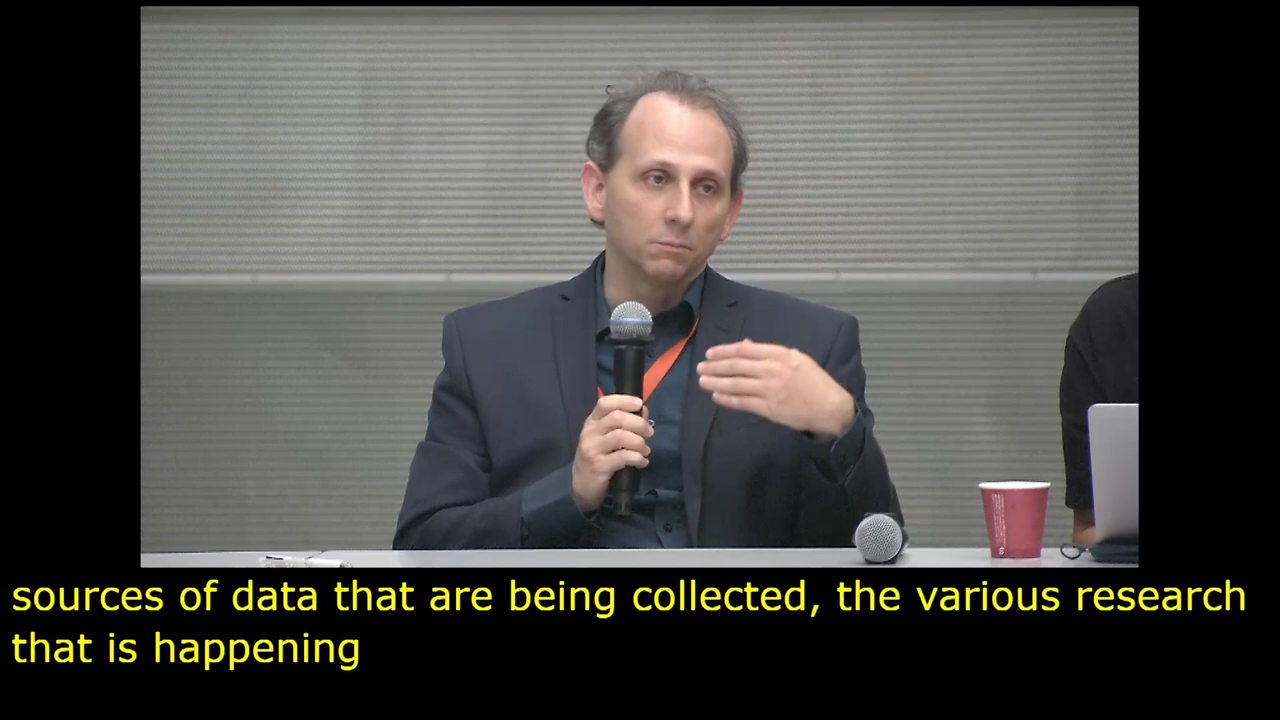 sources of data that are being collected, the various research
that is happening